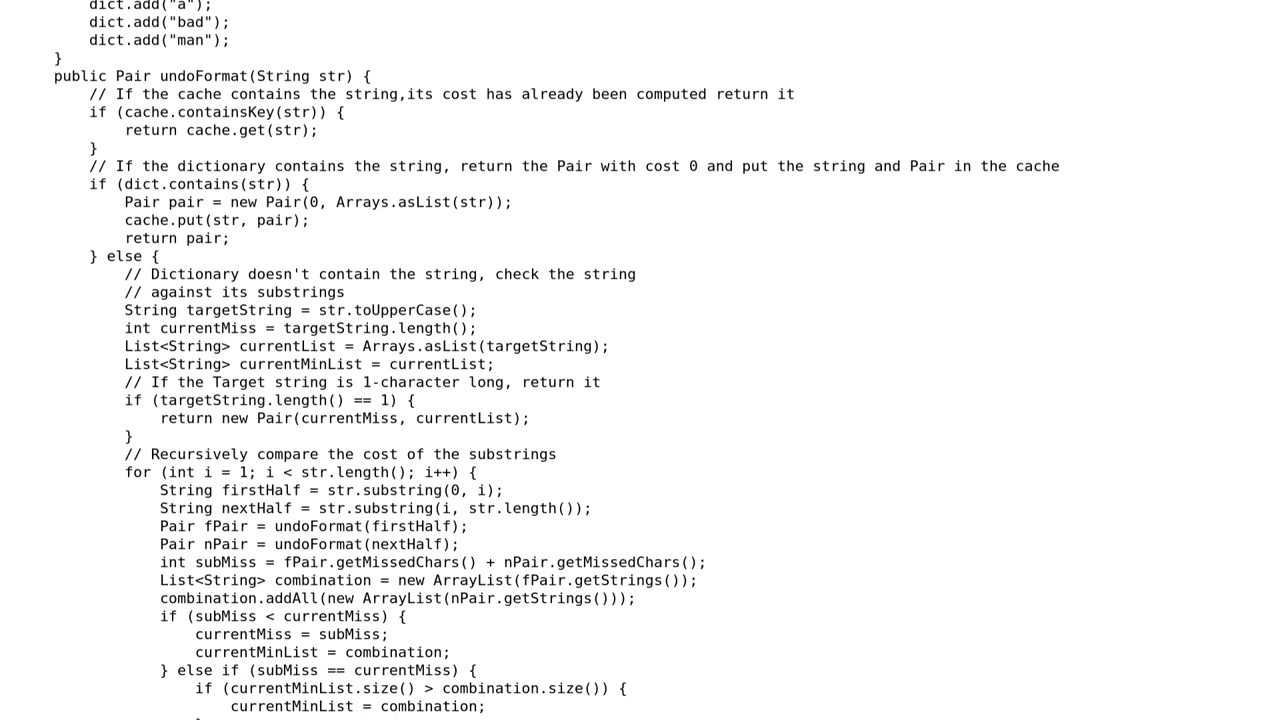 dict.add("a");
dict.add("bad");
dict.add("man");
}
public Pair undoFormat(String str) {
// If the cache contains the string,its cost has already been computed return it
if (cache.containsKey(str)) {
return cache.get(str);
}
// If the dictionary contains the string, return the Pair with cost 0 and put the string and Pair in the cache
if (dict.contains(str)) {
Pair pair = new Pair(0, Arrays.asList(str));
cache.put(str, pair);
return pair;
} else {
// Dictionary doesn't contain the string, check the string
// against its substrings
String targetString = str.toUpperCase();
int currentMiss = targetString.length();
List<String> currentList = Arrays.asList(targetString);
List<String> currentMinList = currentList;
// If the Target string is 1-character long, return it
if (targetString.length() == 1) {
return new Pair(currentMiss, currentList);
}
// Recursively compare the cost of the substrings
for (int i = 1; i < str.length(); i++) {
String firstHalf = str.substring(0, i);
String nextHalf = str.substring(i, str.length());
Pair fPair = undoFormat(firstHalf);
Pair nPair = undoFormat(nextHalf);
int subMiss = fPair.getMissedChars() + nPair.getMissedChars();
List<String> combination = new ArrayList(fPair.getStrings());
combination.addAll(new ArrayList(nPair.getStrings()));
if (subMiss < currentMiss) {
currentMiss = subMiss;
currentMinList = combination;
} else if (subMiss == currentMiss) {
if (currentMinList.size() > combination.size()) {
currentMinList = combination;